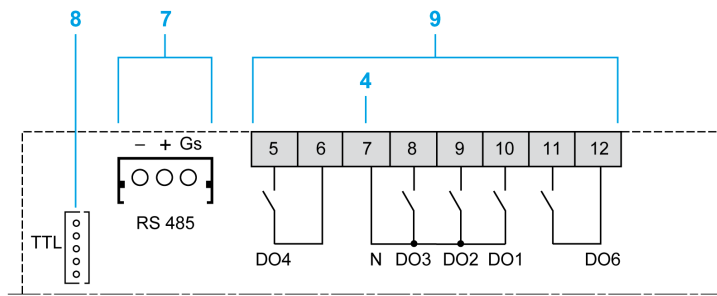 8 7 9
4
− + Gs
5 6 7 8 9 10 11 12
RS 485
TTL
DO4 N DO3 DO2 DO1 DO6